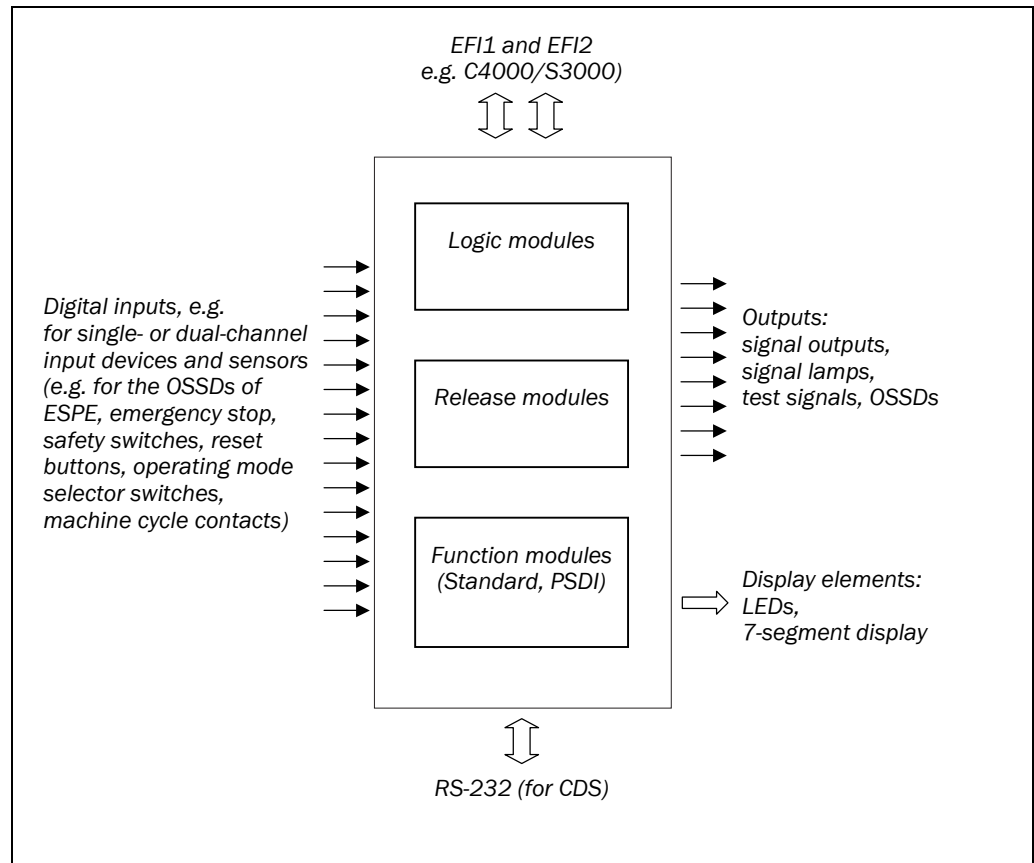 EFI1 and EFI2
e.g. C4000/S3000)
Logic modules
Digital inputs, e.g.
for single- or dual-channel
input devices and sensors
(e.g. for the OSSDs of
ESPE, emergency stop,
safety switches, reset
buttons, operating mode
selector switches,
machine cycle contacts)
Release modules
Outputs:
signal outputs,
signal lamps,
test signals, OSSDs
Function modules
(Standard, PSDI)
Display elements:
LEDs,
7-segment display
RS-232 (for CDS)